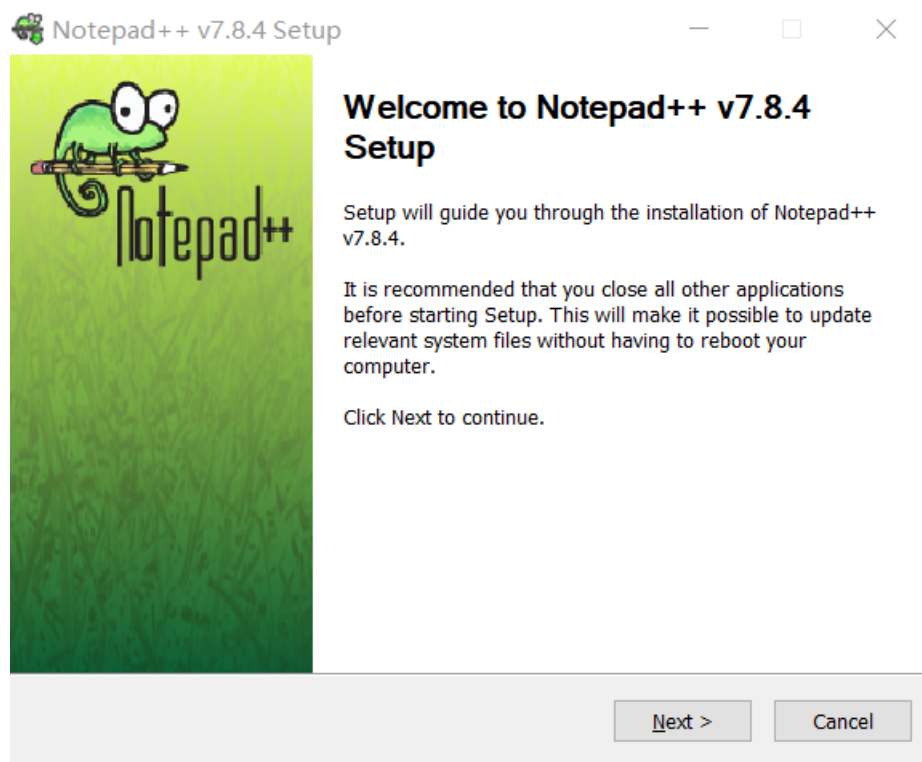 Notepad++ v7.8.4 Setup
Notepad++
Welcome to Notepad++ v7.8.4
Setup
Setup will guide you through the installation of Notepad++
v7.8.4.
It is recommended that you close all other applications
before starting Setup. This will make it possible to update
relevant system files without having to reboot your
computer.
Click Next to continue.
Next >
Cancel